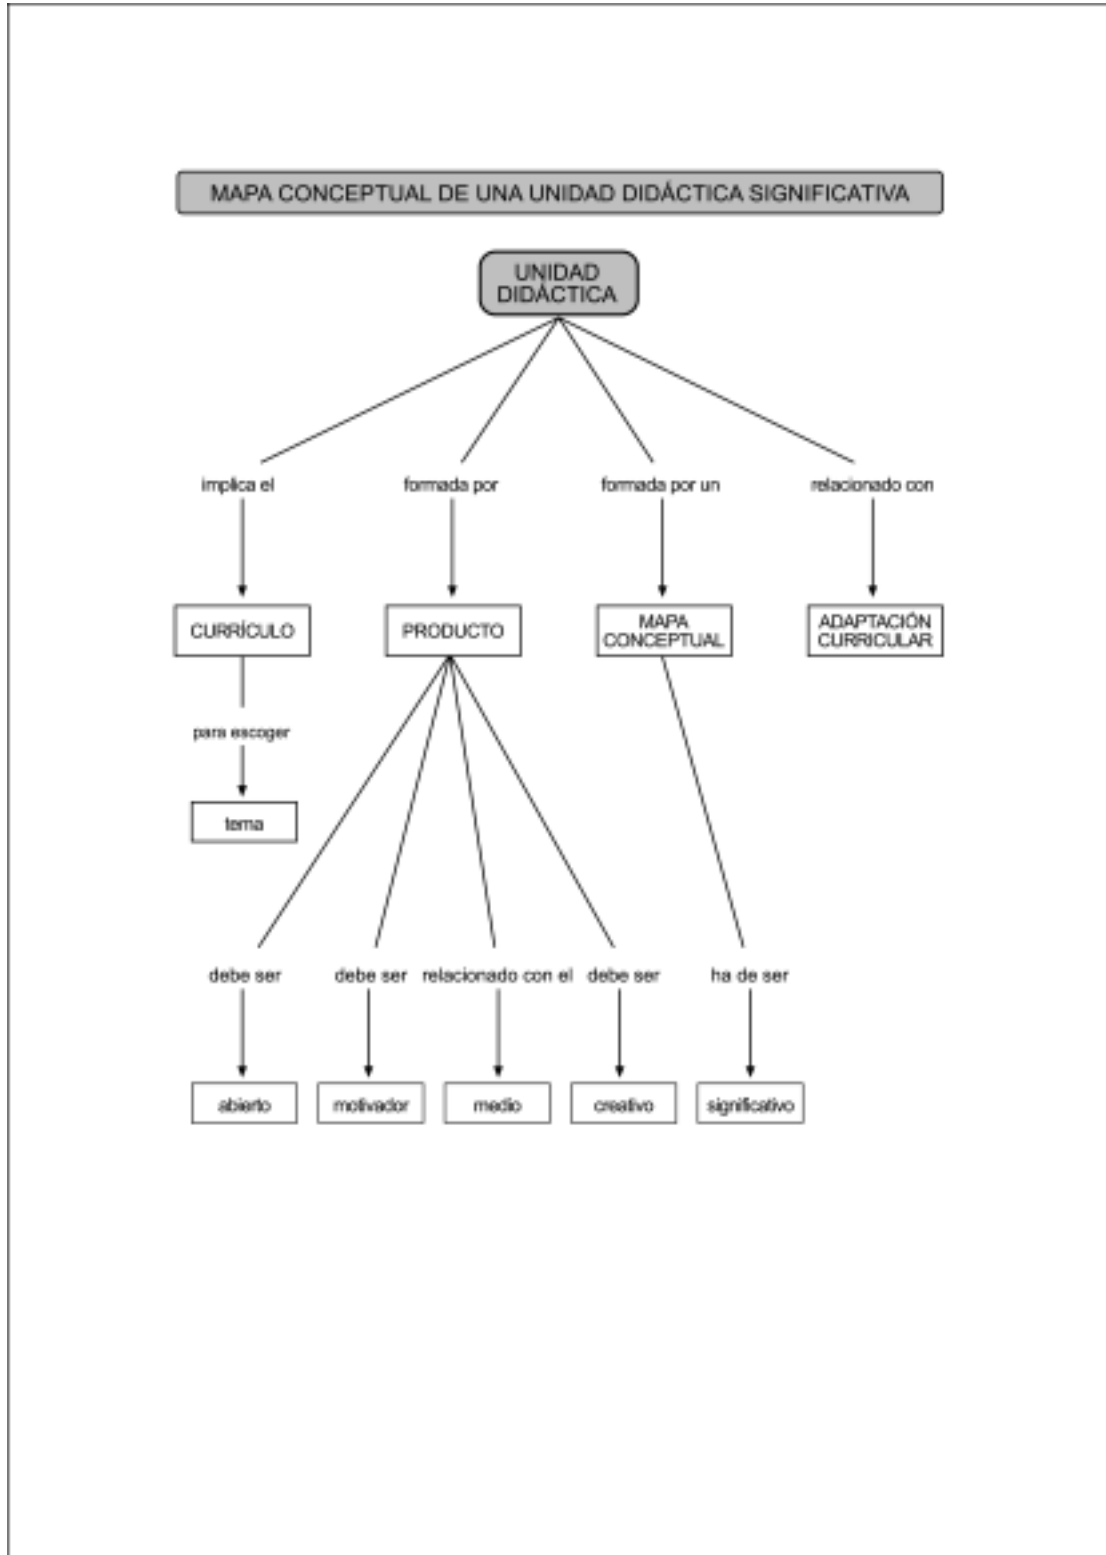 MAPA CONCEPTUAL DE UNA UNIDAD DIDÁCTICA SIGNIFICATIVA
UNIDAD
DIDÁCTICA
implica el
formada por
formada por un
relacionado con
CURRÍCULO
PRODUCTO
MAPA
CONCEPTUAL
ADAPTACIÓN
CURRICULAR
para escoger
tema
debe ser
debe ser
relacionado con el
debe ser
ha de ser
abierto
motivador
medio
creativo
significativo